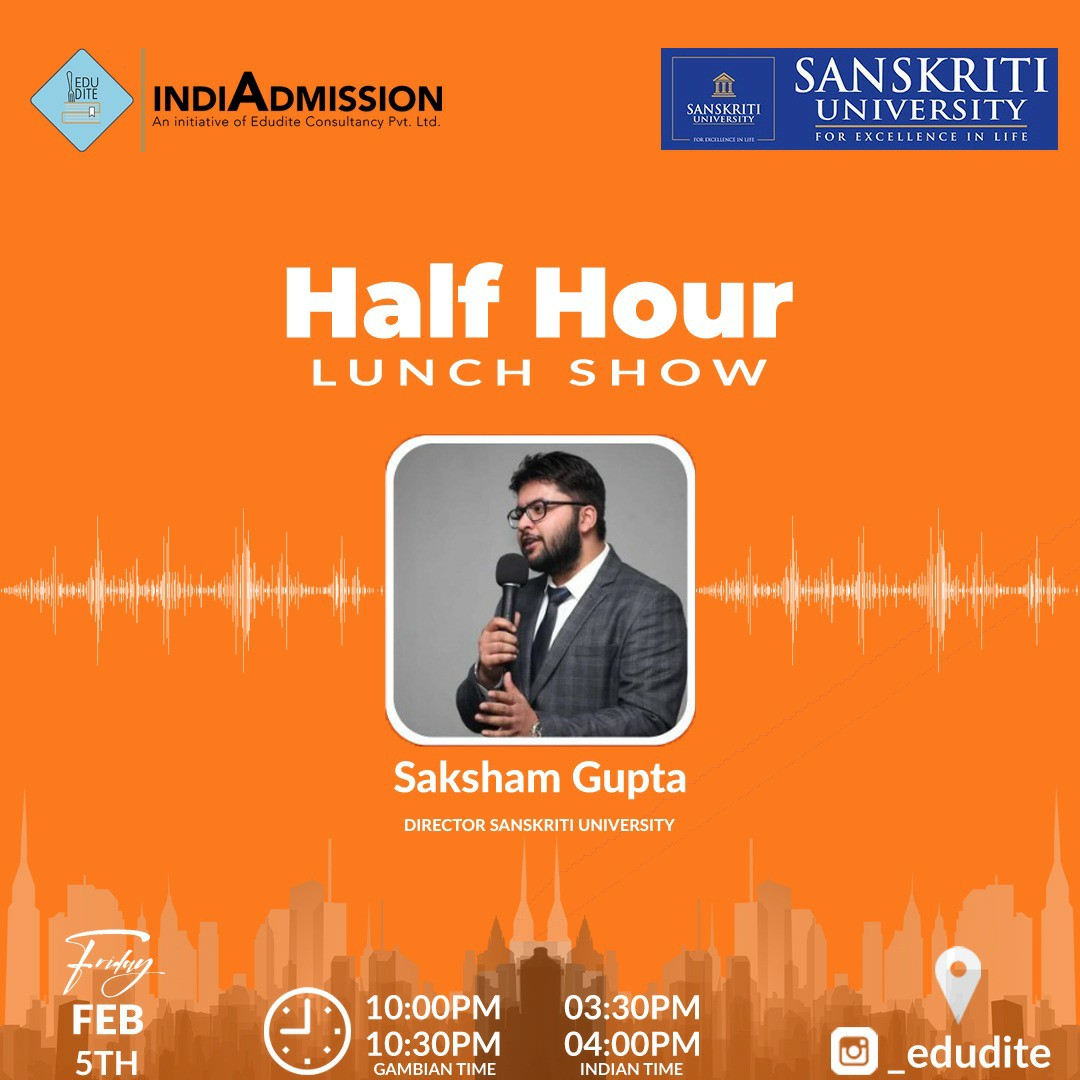 EDU
DITE
INDIADMISSION
An initiative of Edudite Consultancy Pvt. Ltd.
SANSKRITI
UNIVERSITY
FOR EXCELLENCE IN LIFE
SANSKRITI
UNIVERSITY
FOR EXCELLENCE IN LIFE
Half Hour
LUNCH SHOW
Saksham Gupta
DIRECTOR SANSKRITI UNIVERSITY
Friday
FEB
5TH
10:00PM
10:30PM
GAMBIAN TIME
03:30PM
04:00PM
INDIAN TIME
_edudite